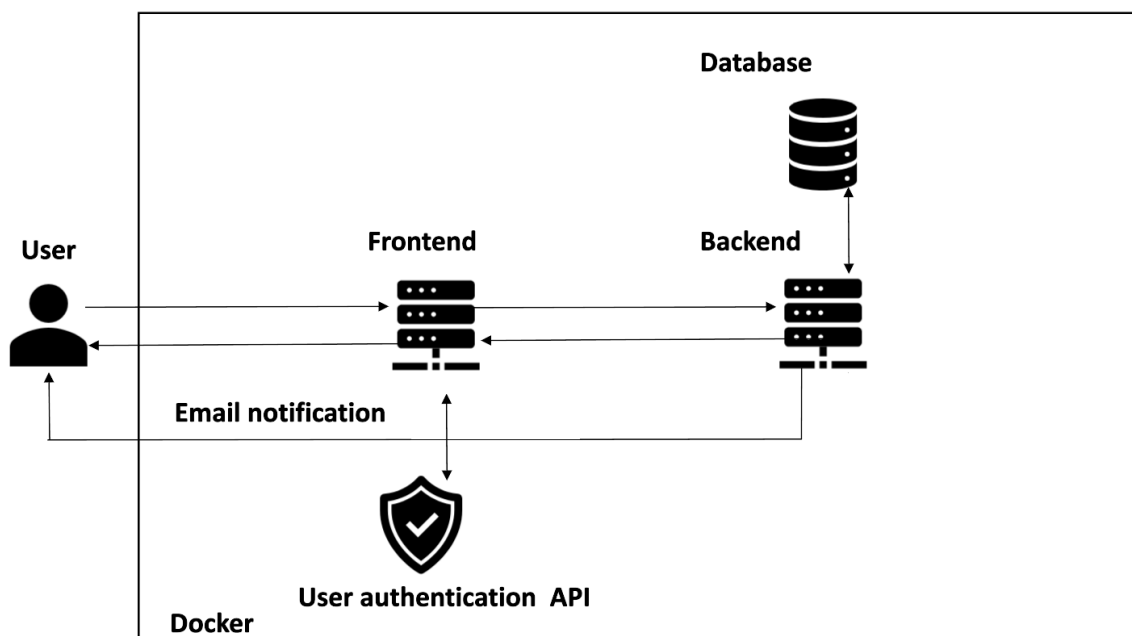 Database
User
Frontend
Backend
Email notification
User authentication  API
Docker